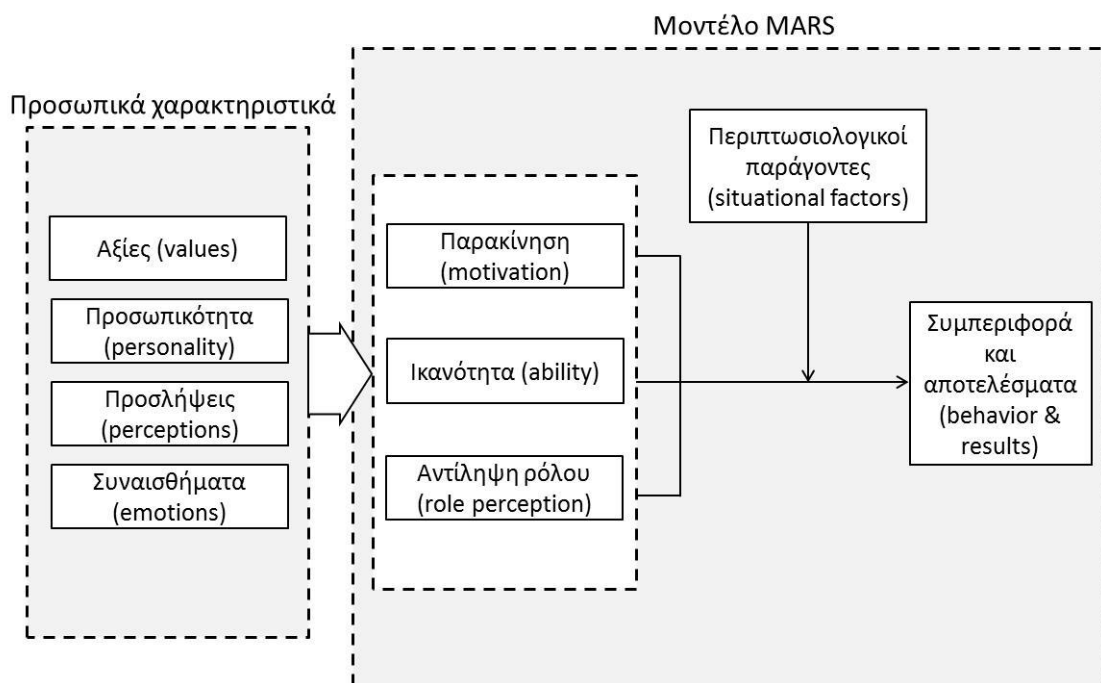 Μοντέλο MARS
Προσωπικά χαρακτηριστικά
Αξίες (values)
Προσωπικότητα
(personality)
Προσλήψεις
(perceptions)
Συναισθήματα
(emotions)
Παρακίνηση
(motivation)
Ικανότητα (ability)
Αντίληψη ρόλου
(role perception)
Περιπτωσιολογικοί
παράγοντες
(situational factors)
Συμπεριφορά
και
αποτελέσματα
(behavior &
results)